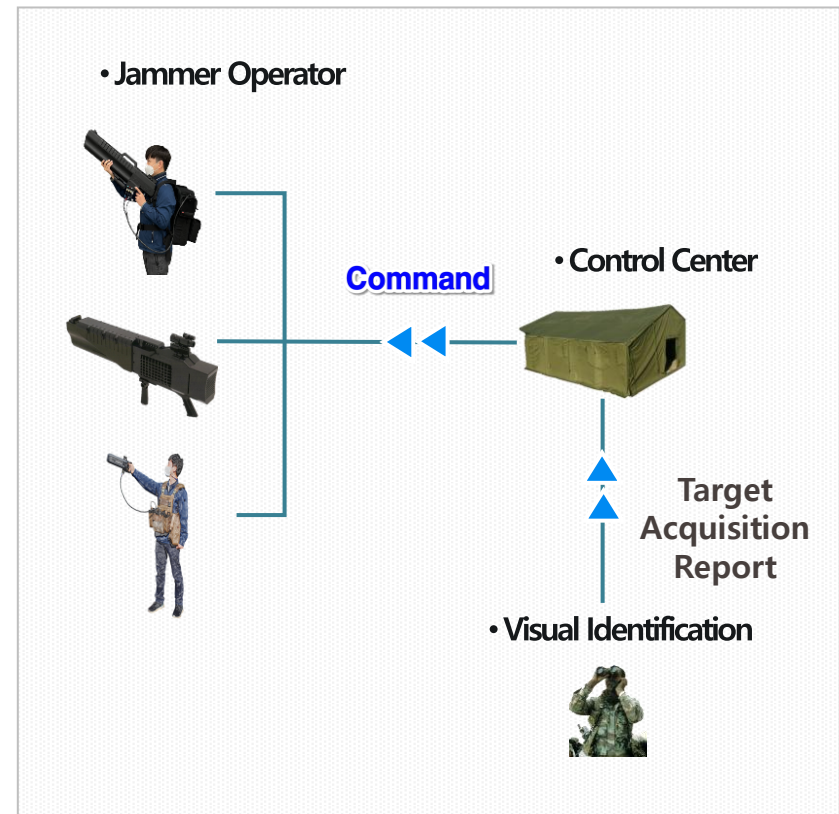 • Jammer Operator
Command
• Control Center
Target
Acquisition
Report
• Visual Identification